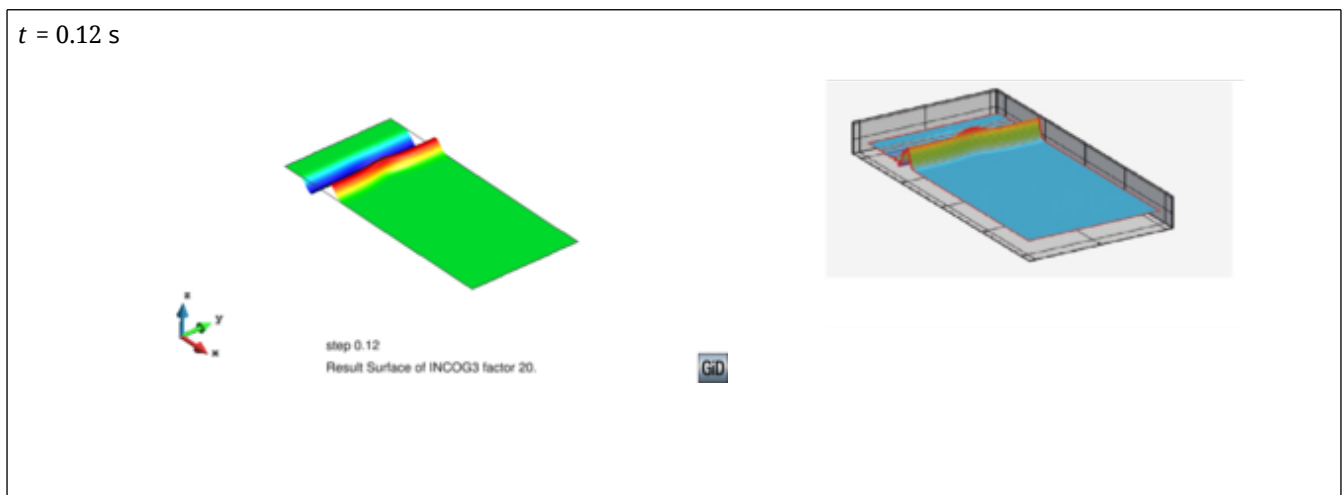 t = 0.12 s
z
y
x
step 0.12
Result Surface of INCOG3 factor 20.
GiD